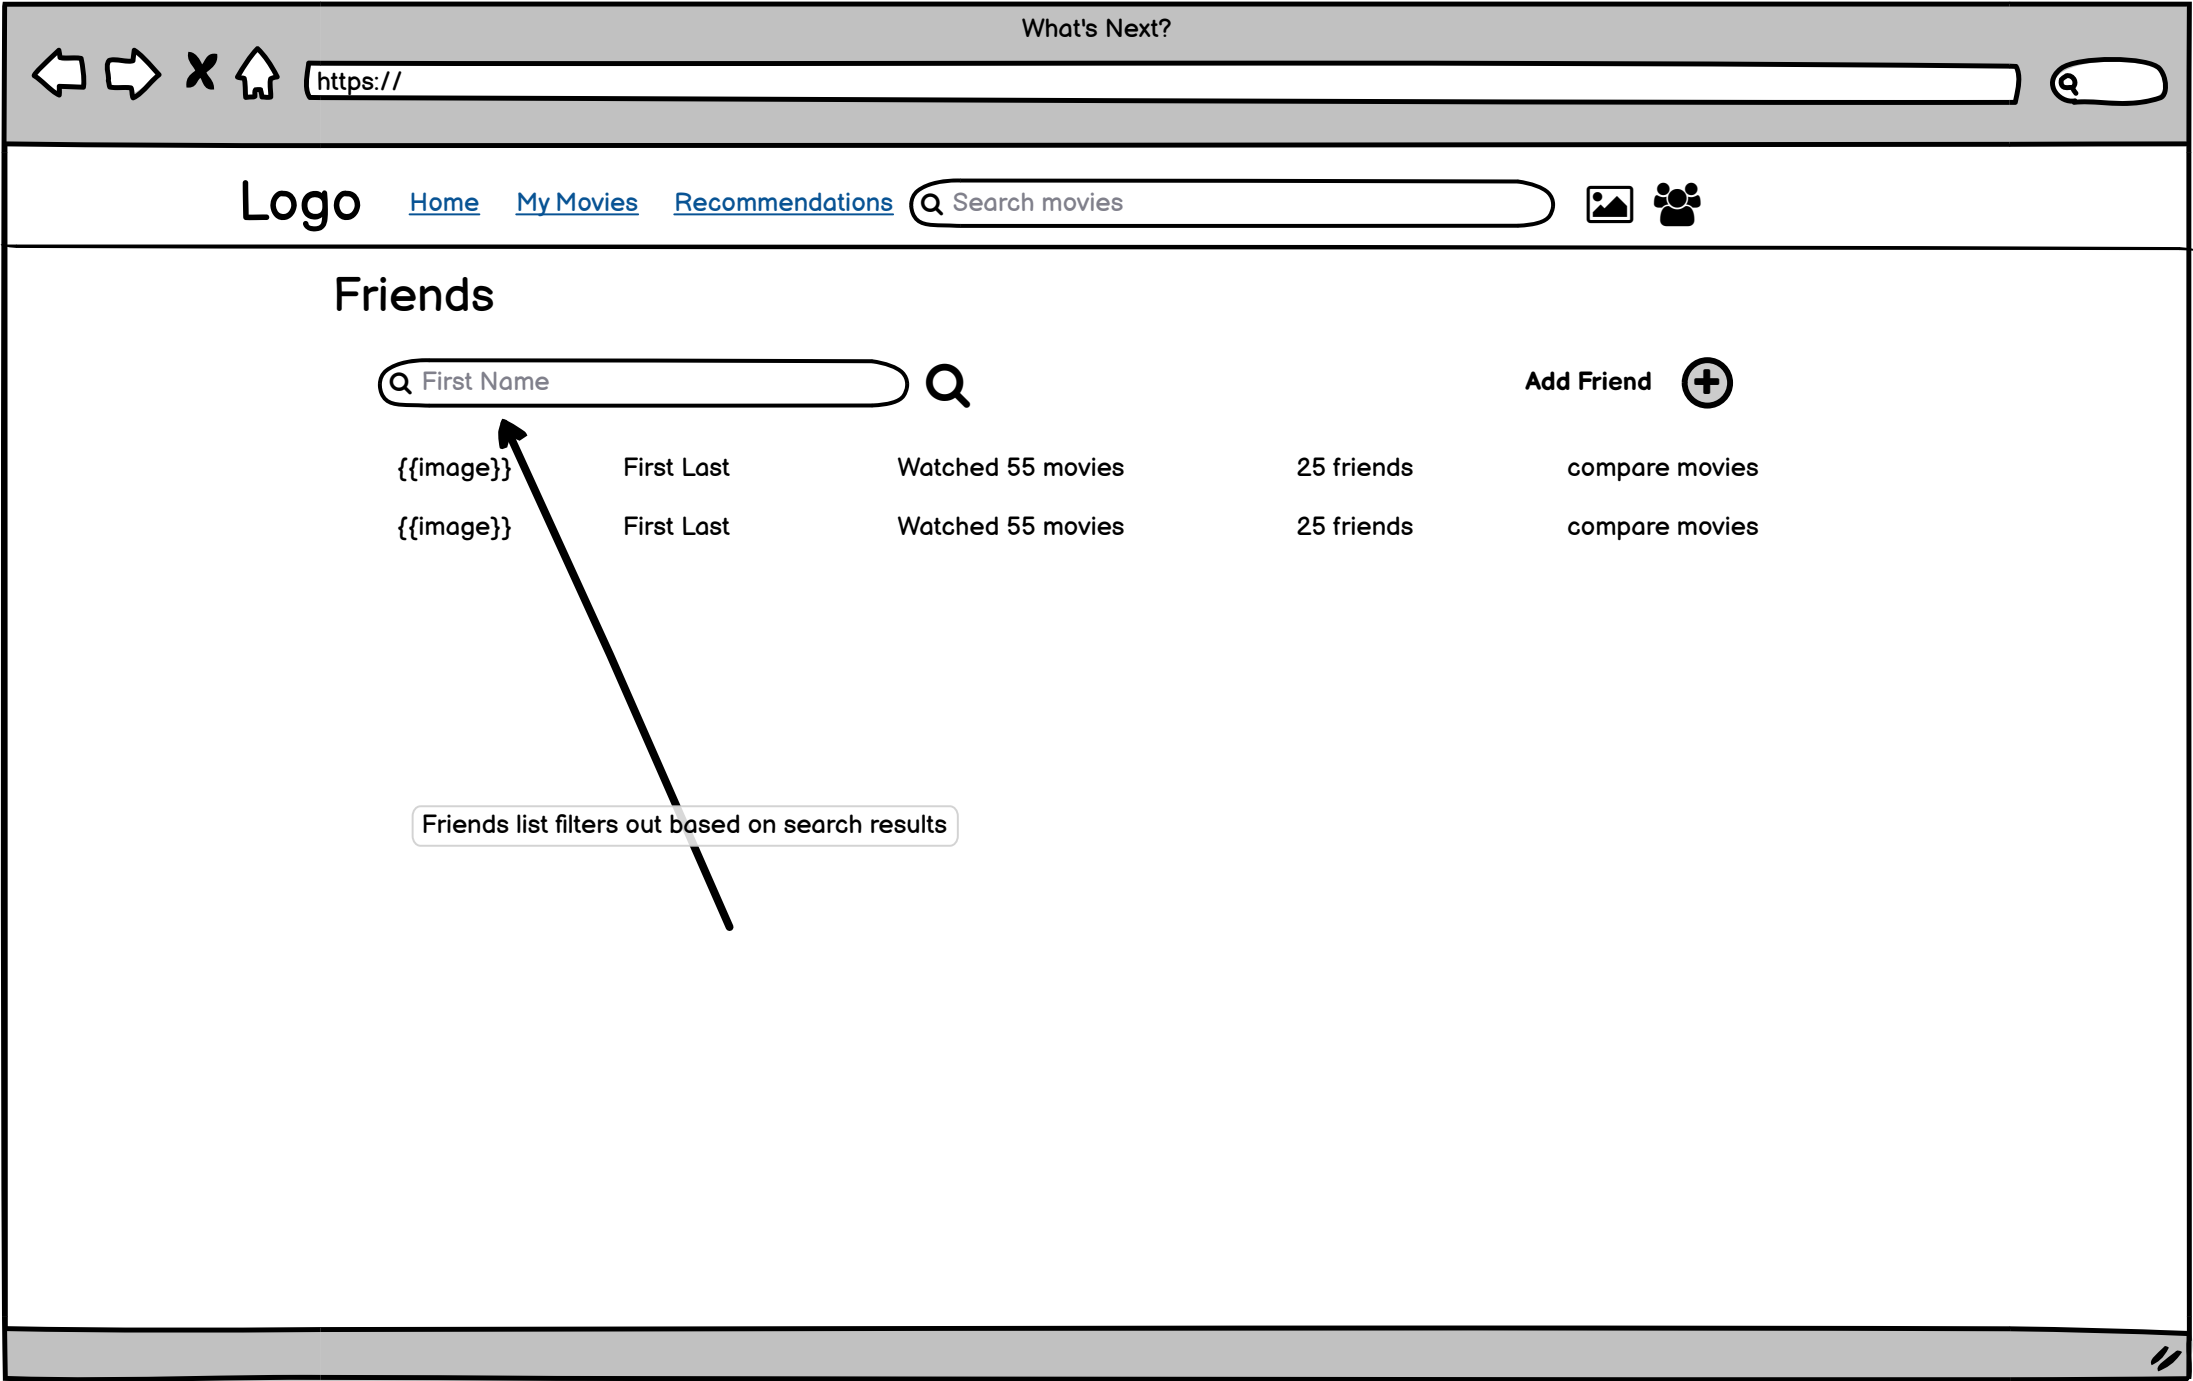 What's Next?
https://
Logo Home My Movies Recommendations Search movies
Friends
First Name Add Friend
{{image}} First Last Watched 55 movies 25 friends compare movies
{{image}} First Last Watched 55 movies 25 friends compare movies
Friends list filters out based on search results